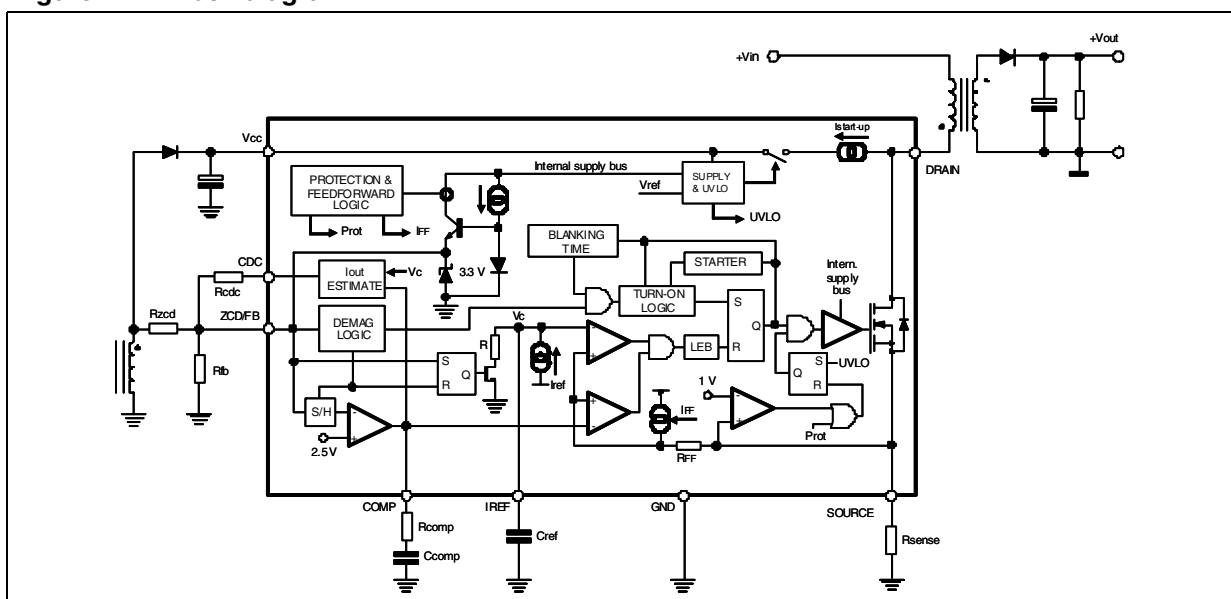 +Vin
+Vout
Vcc
Istart-up
DRAIN
Internal supply bus
PROTECTION &
FEEDFORWARD
LOGIC
SUPPLY
& UVLO
Vref
Prot
IFF
UVLO
BLANKING
TIME
STARTER
Intern.
supply
bus
CDC
Rcdc
Iout
ESTIMATE
Vc
3.3 V
TURN-ON
LOGIC
S
Q
R
Rzcd
ZCD/FB
DEMAG
LOGIC
Vc
R
LEB
Rfb
S
Q
R
Iref
S
UVLO
Q
R
S/H
1 V
IFF
2.5 V
RFF
Prot
COMP
IREF
GND
SOURCE
Rcomp
Ccomp
Cref
Rsense